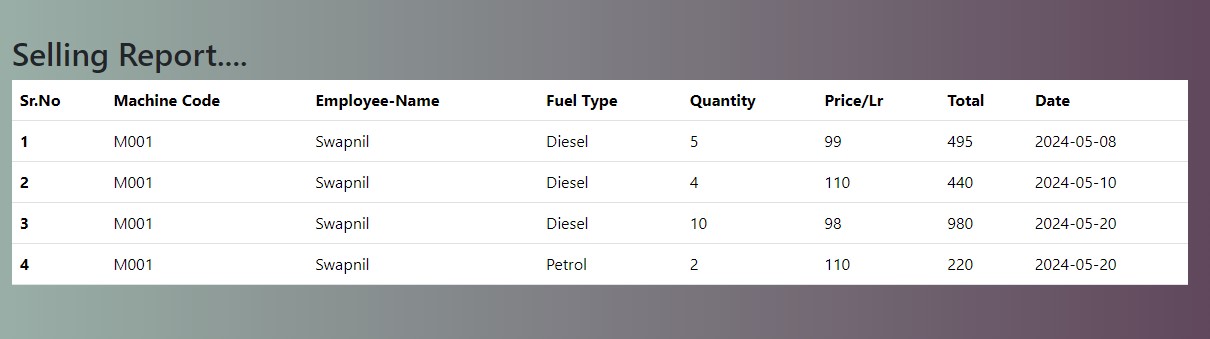 Selling Report....
Sr.No Machine Code Employee-Name Fuel Type Quantity Price/Lr Total Date
1 M001 Swapnil Diesel 5 99 495 2024-05-08
2 M001 Swapnil Diesel 4 110 440 2024-05-10
3 M001 Swapnil Diesel 10 98 980 2024-05-20
4 M001 Swapnil Petrol 2 110 220 2024-05-20